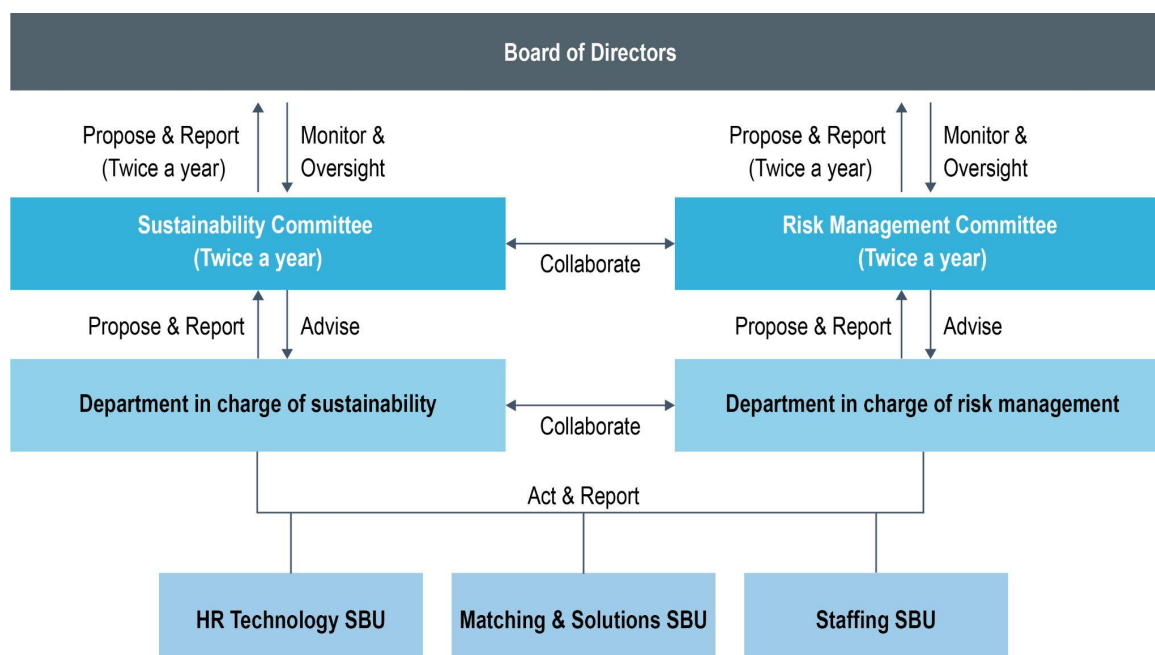 Board of Directors
Propose & Report
(Twice a year)
Monitor &
Oversight
Propose & Report
(Twice a year)
Monitor &
Oversight
Sustainability Committee
(Twice a year)
Collaborate
Risk Management Committee
(Twice a year)
Propose & Report
Advise
Propose & Report
Advise
Department in charge of sustainability
Collaborate
Department in charge of risk management
Act & Report
HR Technology SBU
Matching & Solutions SBU
Staffing SBU